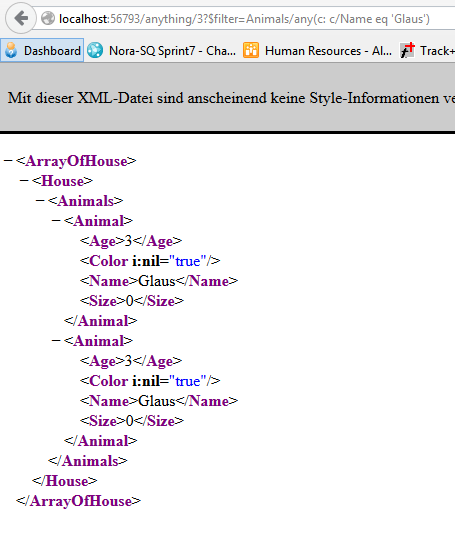 localhost:56793/anything/3?$filter=Animals/any(c: c/Name eq 'Glaus')
Dashboard Nora-SQ Sprint7 - Cha... Human Resources - Al... Track+
Mit dieser XML-Datei sind anscheinend keine Style-Informationen ve
− <ArrayOfHouse>
− <House>
− <Animals>
− <Animal>
<Age>3</Age>
<Color i:nil="true"/>
<Name>Glaus</Name>
<Size>0</Size>
</Animal>
− <Animal>
<Age>3</Age>
<Color i:nil="true"/>
<Name>Glaus</Name>
<Size>0</Size>
</Animal>
</Animals>
</House>
</ArrayOfHouse>